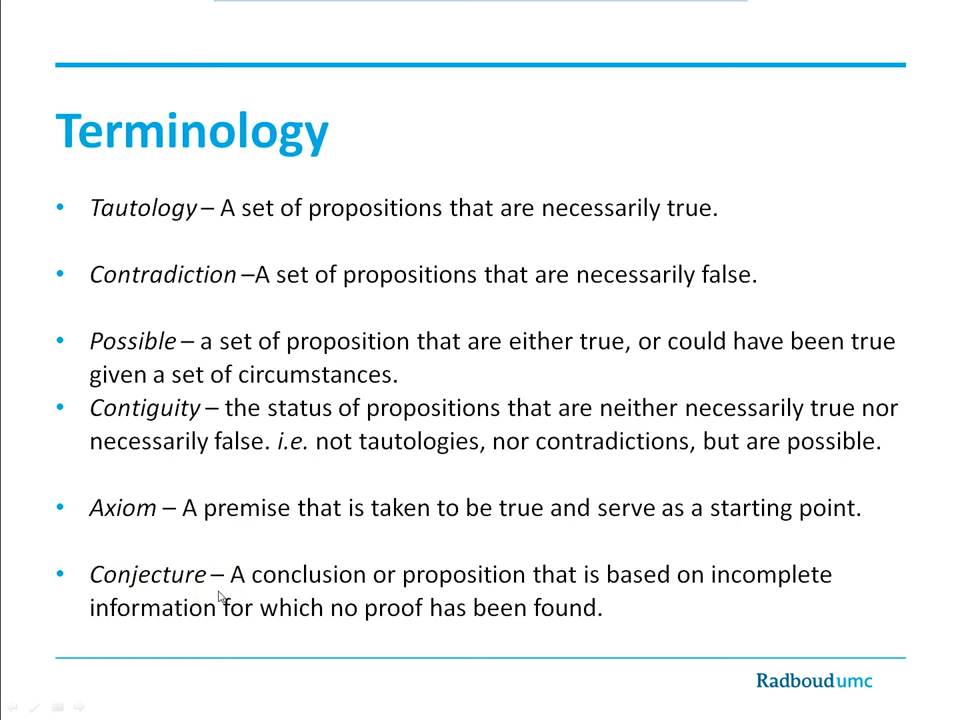 Terminology
• Tautology – A set of propositions that are necessarily true.
• Contradiction –A set of propositions that are necessarily false.
• Possible – a set of proposition that are either true, or could have been true
given a set of circumstances.
• Contiguity – the status of propositions that are neither necessarily true nor
necessarily false. i.e. not tautologies, nor contradictions, but are possible.
• Axiom – A premise that is taken to be true and serve as a starting point.
• Conjecture – A conclusion or proposition that is based on incomplete
information for which no proof has been found.
Radboudumc